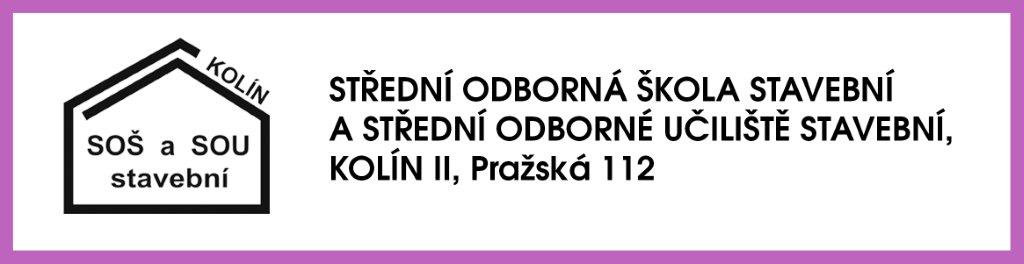 KOLÍN
SOŠ a SOU
stavební
STŘEDNÍ ODBORNÁ ŠKOLA STAVEBNÍ
A STŘEDNÍ ODBORNÉ UČILIŠTĚ STAVEBNÍ,
KOLÍN II, Pražská 112